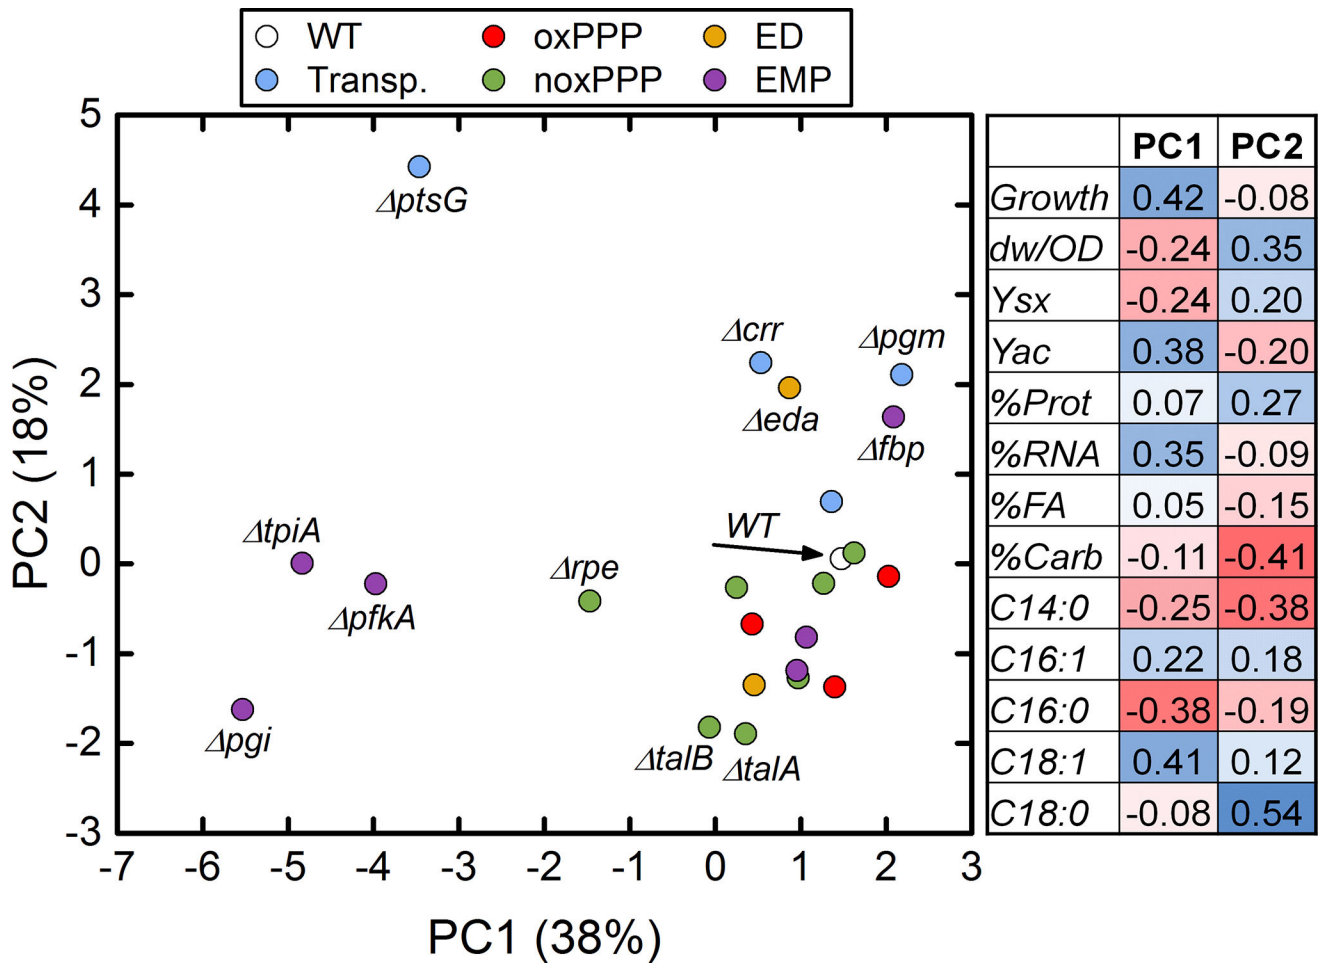 WT oxPPP ED
Transp. noxPPP EMP
5
4
3
2
1
0
-1
-2
-3
PC2 (18%)
ΔptsG
Δcrr
Δpgm
Δeda
Δfbp
WT
ΔtpiA
Δrpe
ΔpfkA
Δpgi
ΔtalB
ΔtalA
-7 -6 -5 -4 -3 -2 -1 0 1 2 3
PC1 (38%)
PC1 PC2
Growth 0.42 -0.08
dw/OD -0.24 0.35
Ysx -0.24 0.20
Yac 0.38 -0.20
%Prot 0.07 0.27
%RNA 0.35 -0.09
%FA 0.05 -0.15
%Carb -0.11 -0.41
C14:0 -0.25 -0.38
C16:1 0.22 0.18
C16:0 -0.38 -0.19
C18:1 0.41 0.12
C18:0 -0.08 0.54